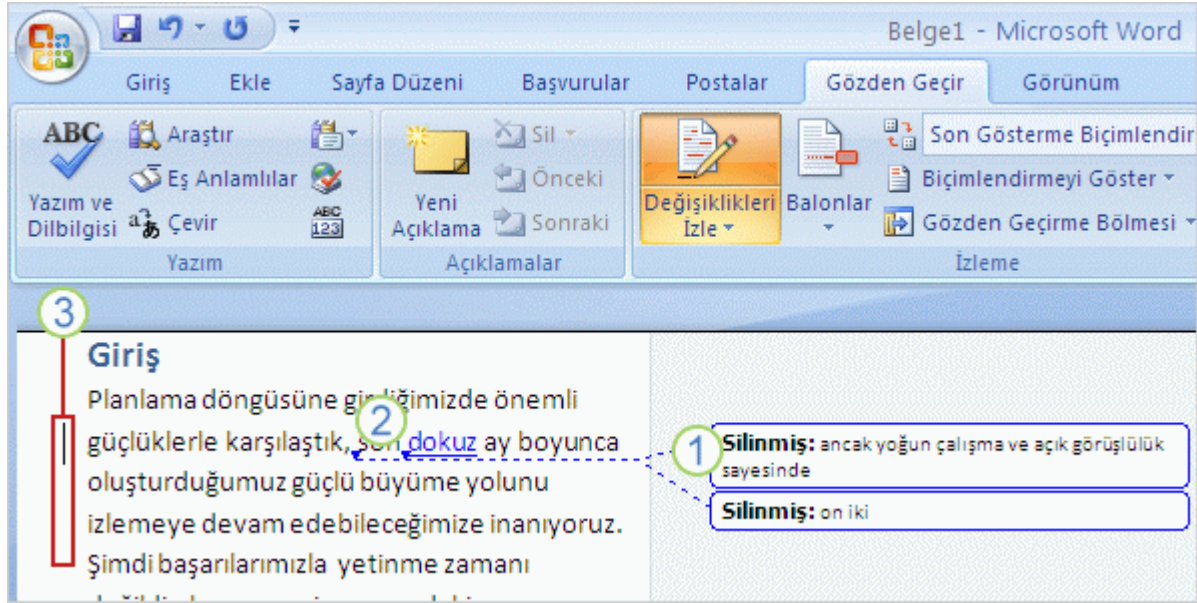 Belge1 - Microsoft Word
Giriş Ekle Sayfa Düzeni Başvurular Postalar Gözden Geçir Görünüm
ABC
Yazım ve Dilbilgisi
Araştır
Eş Anlamlılar
Çevir
ABC
123
Yazım
Yeni Açıklama
Sil
Önceki
Sonraki
Açıklamalar
Değişiklikleri İzle
Balonlar
Son Gösterme Biçimlendir
Biçimlendirmeyi Göster
Gözden Geçirme Bölmesi
İzleme
3
Giriş
Planlama döngüsüne girdiğimizde önemli
2
güçlüklerle karşılaştık, son dokuz ay boyunca
oluşturduğumuz güçlü büyüme yolunu
izlemeye devam edebileceğimize inanıyoruz.
Şimdi başarılarımızla yetinme zamanı
1
Silinmiş: ancak yoğun çalışma ve açık görüşlülük
sayesinde
Silinmiş: on iki